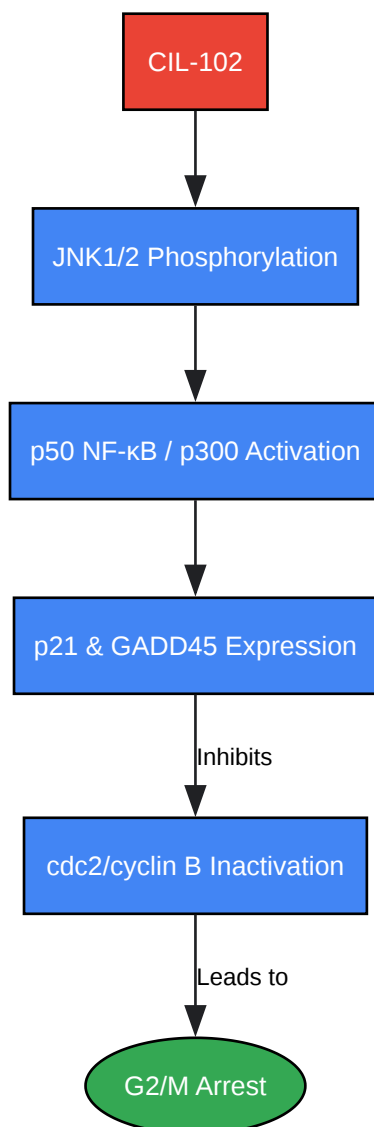 CIL-102
JNK1/2 Phosphorylation
p50 NF-κB / p300 Activation
p21 & GADD45 Expression
Inhibits
cdc2/cyclin B Inactivation
Leads to
G2/M Arrest